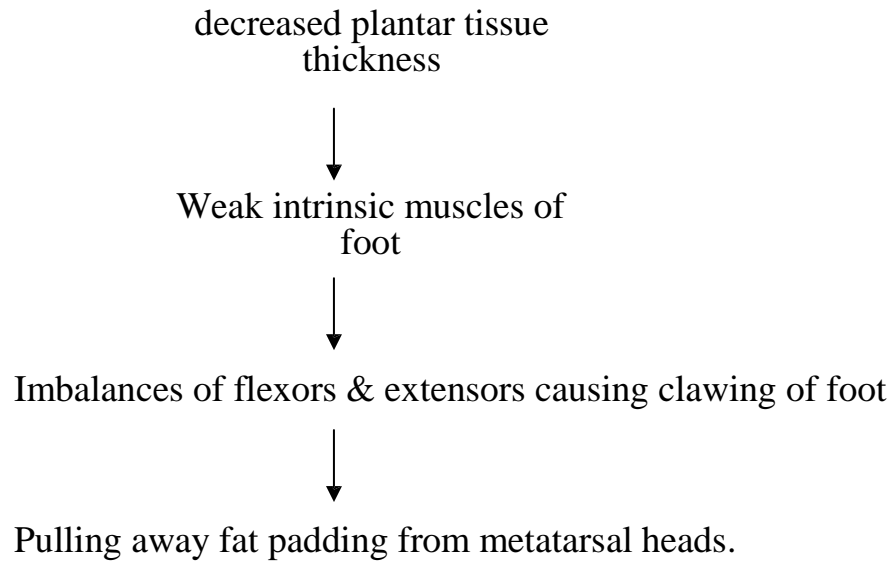 decreased plantar tissue
thickness
Weak intrinsic muscles of
foot
Imbalances of flexors & extensors causing clawing of foot
Pulling away fat padding from metatarsal heads.